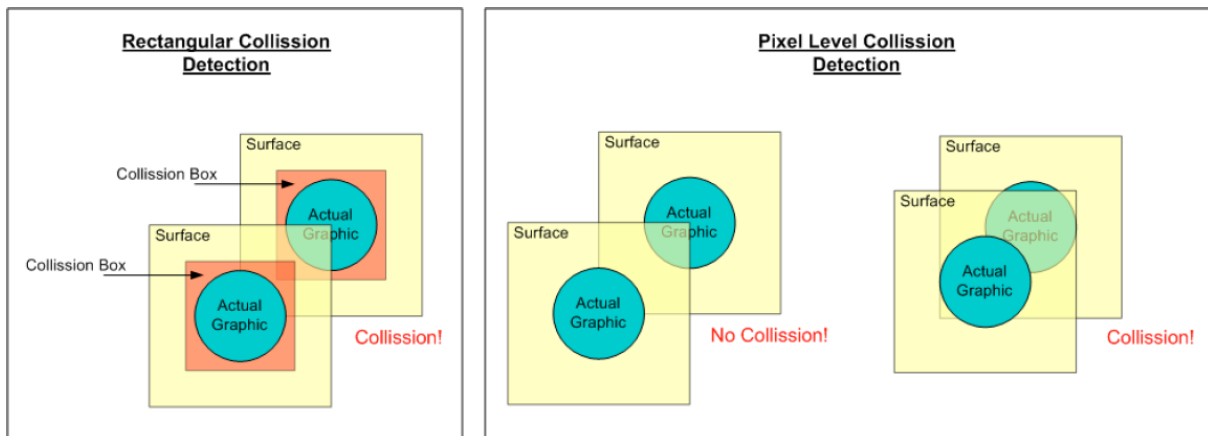 Rectangular Collission
Detection
Surface
Collission Box
Actual
Graphic
Surface
Collission Box
Actual
Graphic
Collission!
Pixel Level Collission
Detection
Surface
Actual
Graphic
Surface
Actual
Graphic
No Collission!
Surface
Surface
Actual
Graphic
Actual
Graphic
Collission!